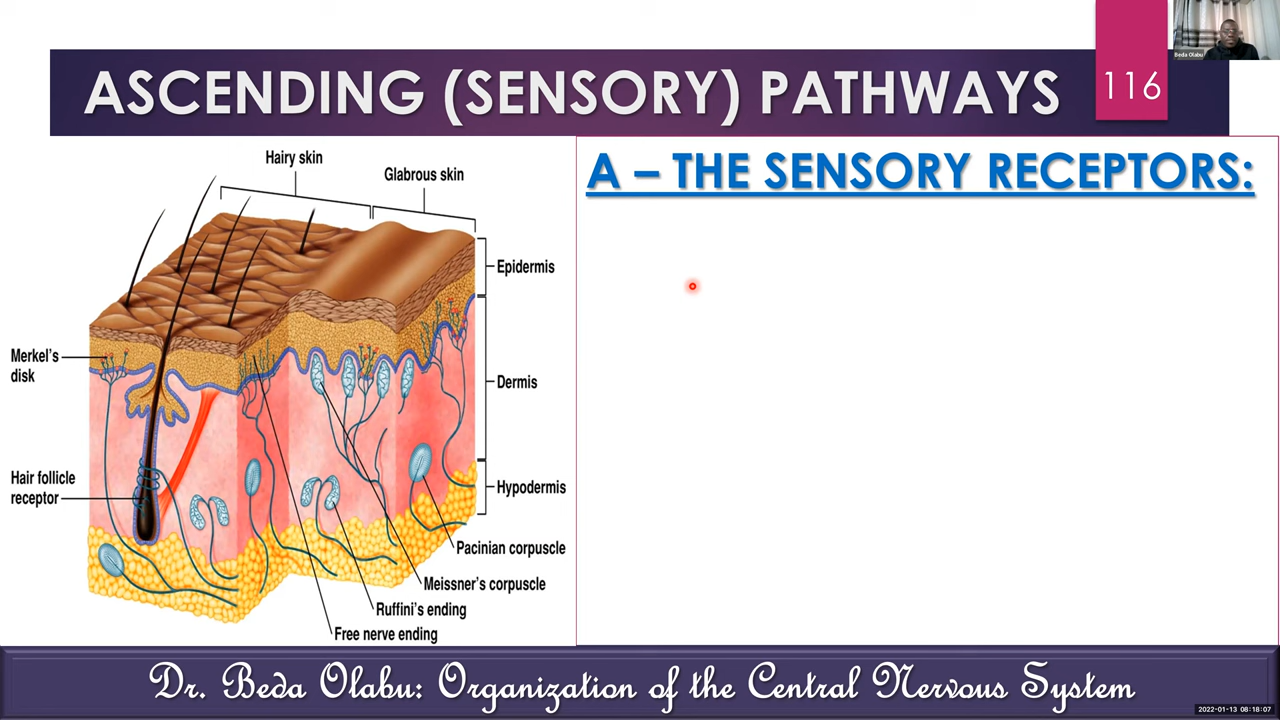 Beda Olabu
ASCENDING (SENSORY) PATHWAYS
116
A – THE SENSORY RECEPTORS:
Hairy skin
Glabrous skin
Epidermis
Merkel's
disk
Dermis
Hair follicle
receptor
Hypodermis
Pacinian corpuscle
Meissner's corpuscle
Ruffini's ending
Free nerve ending
Dr. Beda Olabu: Organization of the Central Nervous System
2022-01-13 08:18:07